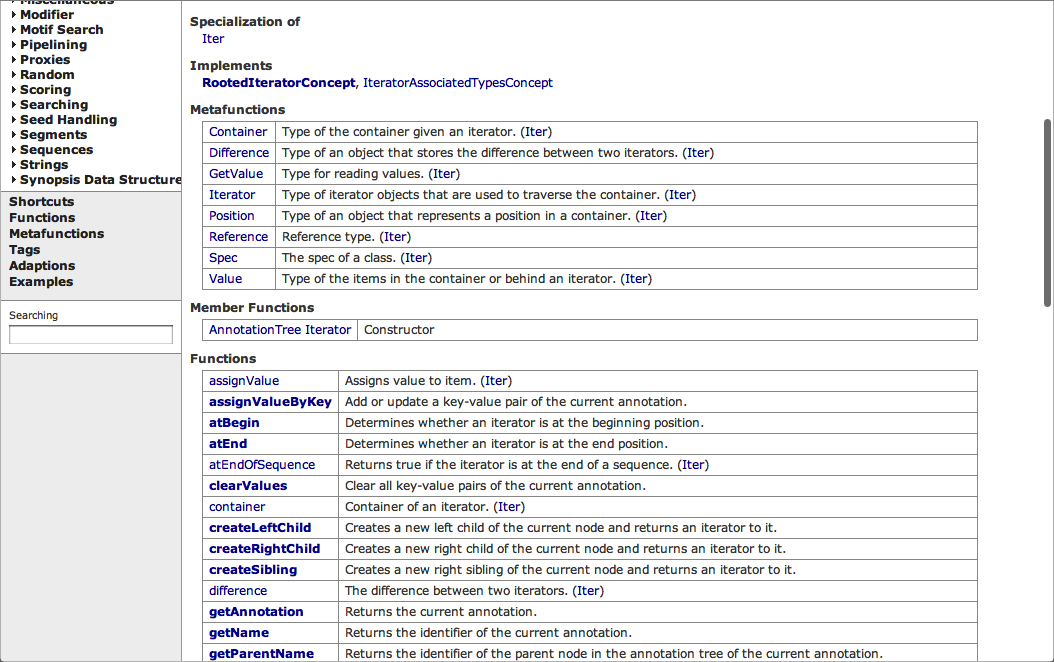 Miscellaneous
Modifier
Motif Search
Pipelining
Proxies
Random
Scoring
Searching
Seed Handling
Segments
Sequences
Strings
Synopsis Data Structure
Shortcuts
Functions
Metafunctions
Tags
Adaptions
Examples
Searching
Specialization of
Iter
Implements
RootedIteratorConcept, IteratorAssociatedTypesConcept
Metafunctions
Container Type of the container given an iterator. (Iter)
Difference Type of an object that stores the difference between two iterators. (Iter)
GetValue Type for reading values. (Iter)
Iterator Type of iterator objects that are used to traverse the container. (Iter)
Position Type of an object that represents a position in a container. (Iter)
Reference Reference type. (Iter)
Spec The spec of a class. (Iter)
Value Type of the items in the container or behind an iterator. (Iter)
Member Functions
AnnotationTree Iterator Constructor
Functions
assignValue Assigns value to item. (Iter)
assignValueByKey Add or update a key-value pair of the current annotation.
atBegin Determines whether an iterator is at the beginning position.
atEnd Determines whether an iterator is at the end position.
atEndOfSequence Returns true if the iterator is at the end of a sequence. (Iter)
clearValues Clear all key-value pairs of the current annotation.
container Container of an iterator. (Iter)
createLeftChild Creates a new left child of the current node and returns an iterator to it.
createRightChild Creates a new right child of the current node and returns an iterator to it.
createSibling Creates a new right sibling of the current node and returns an iterator to it.
difference The difference between two iterators. (Iter)
getAnnotation Returns the current annotation.
getName Returns the identifier of the current annotation.
getParentName Returns the identifier of the parent node in the annotation tree of the current annotation.